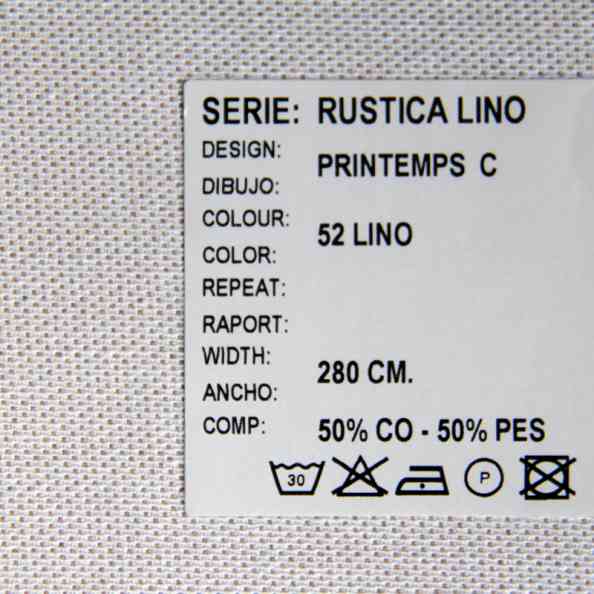 SERIE: RUSTICA LINO
DESIGN:
PRINTEMPS C
DIBUJO:
COLOUR:
52 LINO
COLOR:
REPEAT:
RAPORT:
WIDTH:
280 CM.
ANCHO:
COMP: 50% CO - 50% PES
30 P